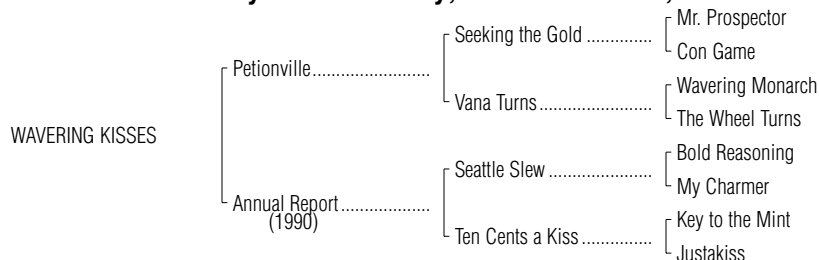 Mr. Prospector
Seeking the Gold ..............
Con Game
Petionville.........................
Wavering Monarch
Vana Turns........................
The Wheel Turns
WAVERING KISSES
Bold Reasoning
Seattle Slew ......................
My Charmer
Annual Report...................
(1990)
Key to the Mint
Ten Cents a Kiss...............
Justakiss